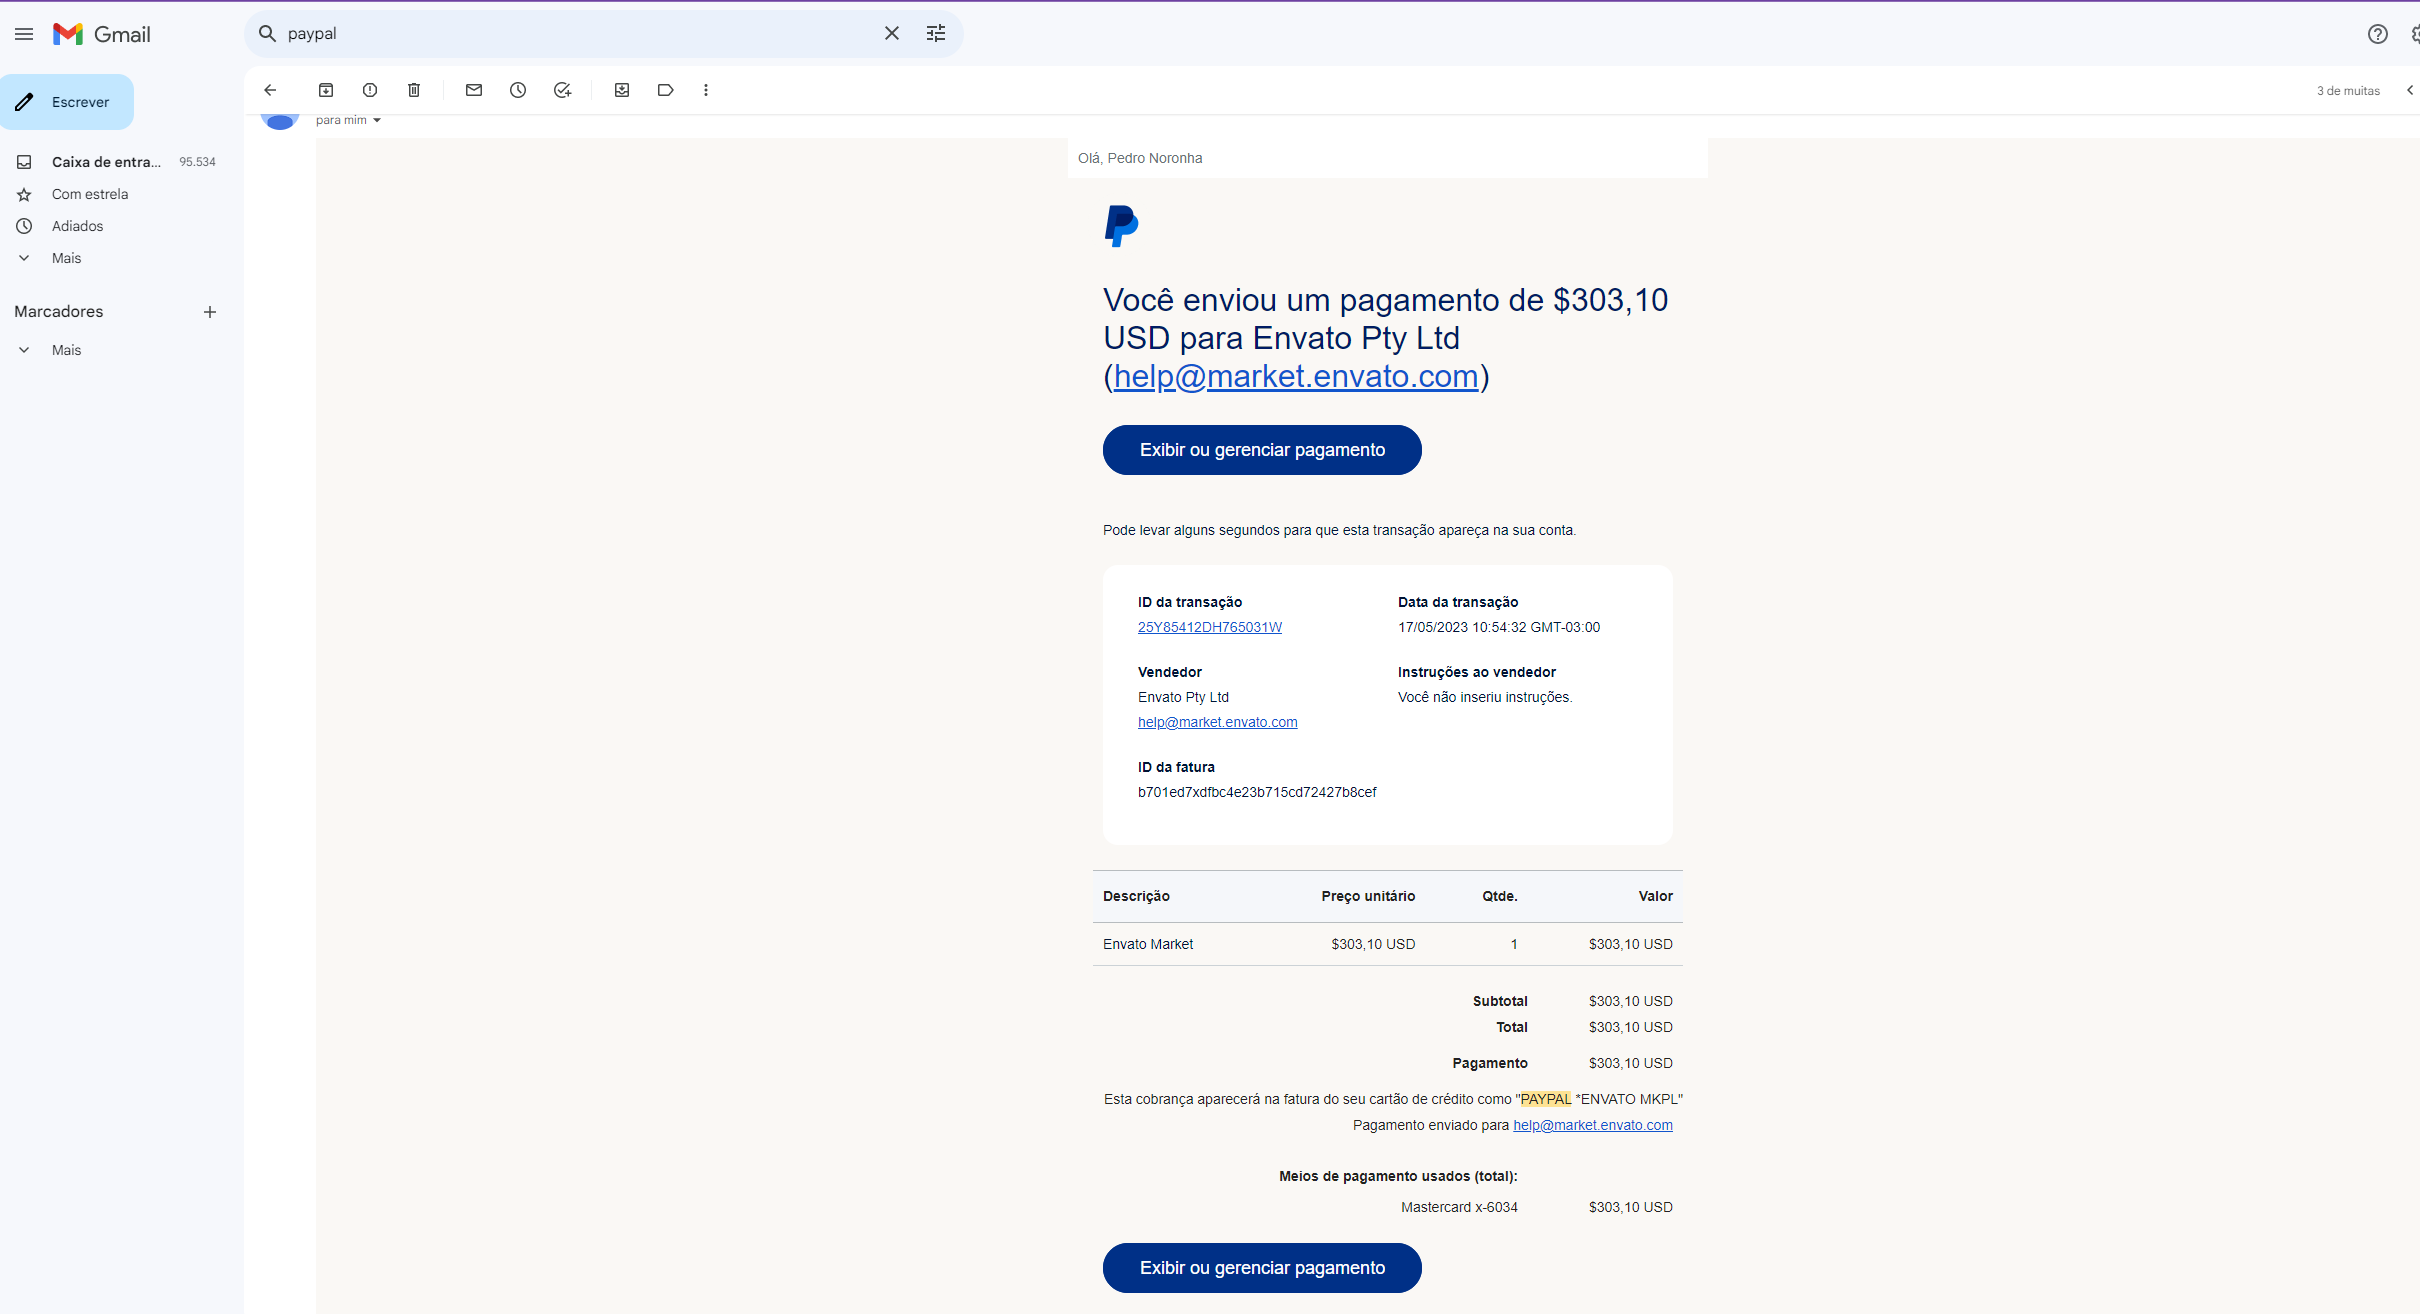 Gmail
paypal
Escrever
3 de muitas
Caixa de entra... 95.534
Com estrela
Adiados
Mais
Marcadores
Mais
para mim
Olá, Pedro Noronha
Você enviou um pagamento de $303,10
USD para Envato Pty Ltd
(help@market.envato.com)
Exibir ou gerenciar pagamento
Pode levar alguns segundos para que esta transação apareça na sua conta.
ID da transação Data da transação
25Y85412DH765031W 17/05/2023 10:54:32 GMT-03:00
Vendedor Instruções ao vendedor
Envato Pty Ltd Você não inseriu instruções.
help@market.envato.com
ID da fatura
b701ed7xdfbc4e23b715cd72427b8cef
Descrição Preço unitário Qtde. Valor
Envato Market $303,10 USD 1 $303,10 USD
Subtotal $303,10 USD
Total $303,10 USD
Pagamento $303,10 USD
Esta cobrança aparecerá na fatura do seu cartão de crédito como "PAYPAL *ENVATO MKPL"
Pagamento enviado para help@market.envato.com
Meios de pagamento usados (total):
Mastercard x-6034 $303,10 USD
Exibir ou gerenciar pagamento